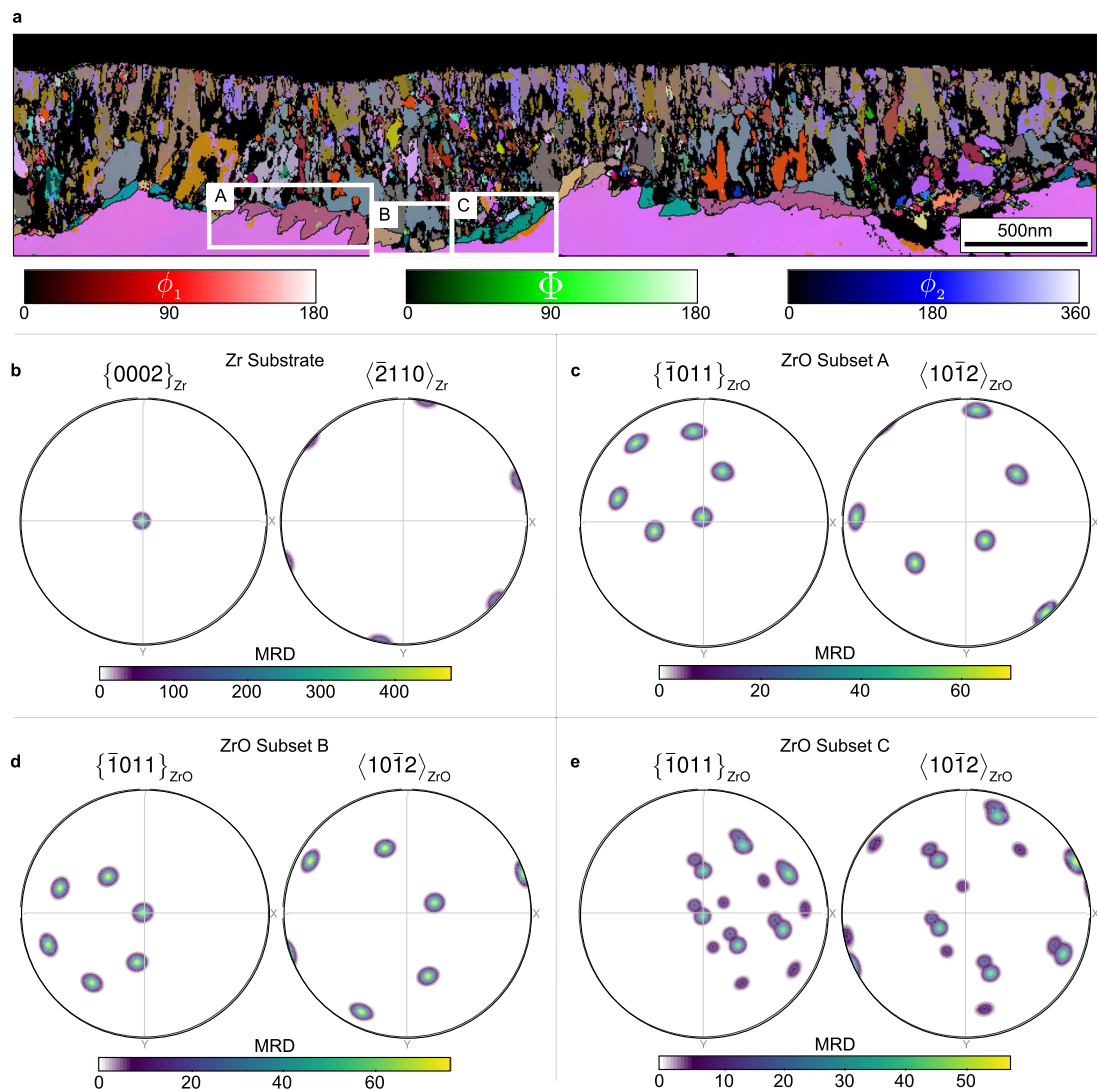 a
A
B
C
500nm
ϕ₁
Φ
ϕ₂
0 90 180
0 90 180
0 180 360
b
Zr Substrate
{0002}Zr
⟨2̄110⟩Zr
X
X
Y
Y
MRD
0 100 200 300 400
c
ZrO Subset A
{1̄011}ZrO
⟨101̄2⟩ZrO
X
X
Y
Y
MRD
0 20 40 60
d
ZrO Subset B
{1̄011}ZrO
⟨101̄2⟩ZrO
X
X
Y
Y
MRD
0 20 40 60
e
ZrO Subset C
{1̄011}ZrO
⟨101̄2⟩ZrO
X
X
Y
Y
MRD
0 10 20 30 40 50